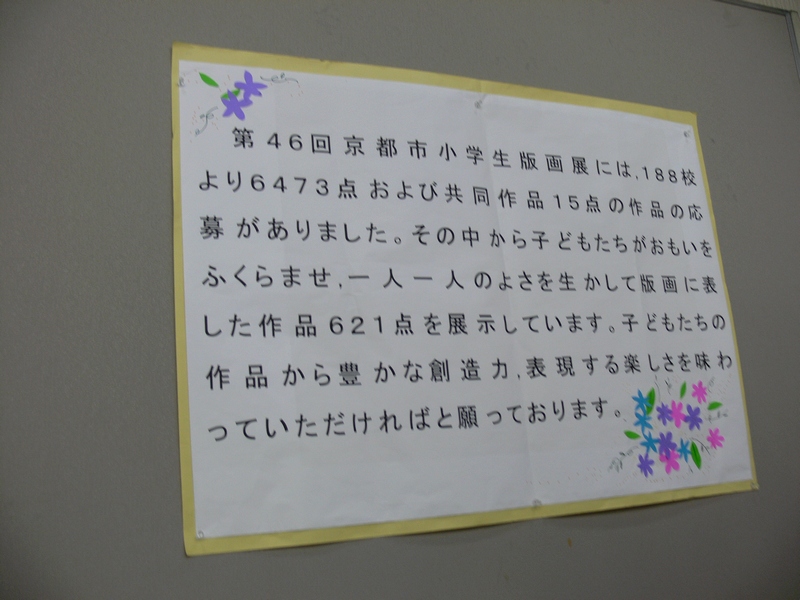 第46回京都市小学生版画展には,188校
より6473点および共同作品15点の作品の応
募がありました。その中から子どもたちがおもいを
ふくらませ,一人一人のよさを生かして版画に表
した作品621点を展示しています。子どもたちの
作品から豊かな創造力,表現する楽しさを味わ
っていただければと願っております。